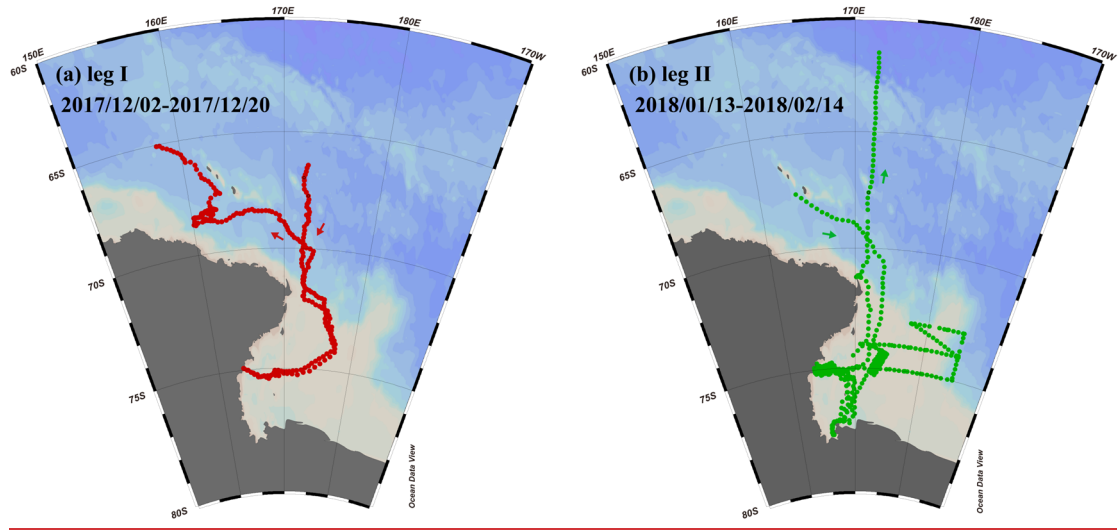 160E
170E
180E
150E
170W
60S
(a) leg I
2017/12/02-2017/12/20
65S
70S
75S
80S
Ocean Data View
160E
170E
180E
150E
170W
60S
(b) leg II
2018/01/13-2018/02/14
65S
70S
75S
80S
Ocean Data View